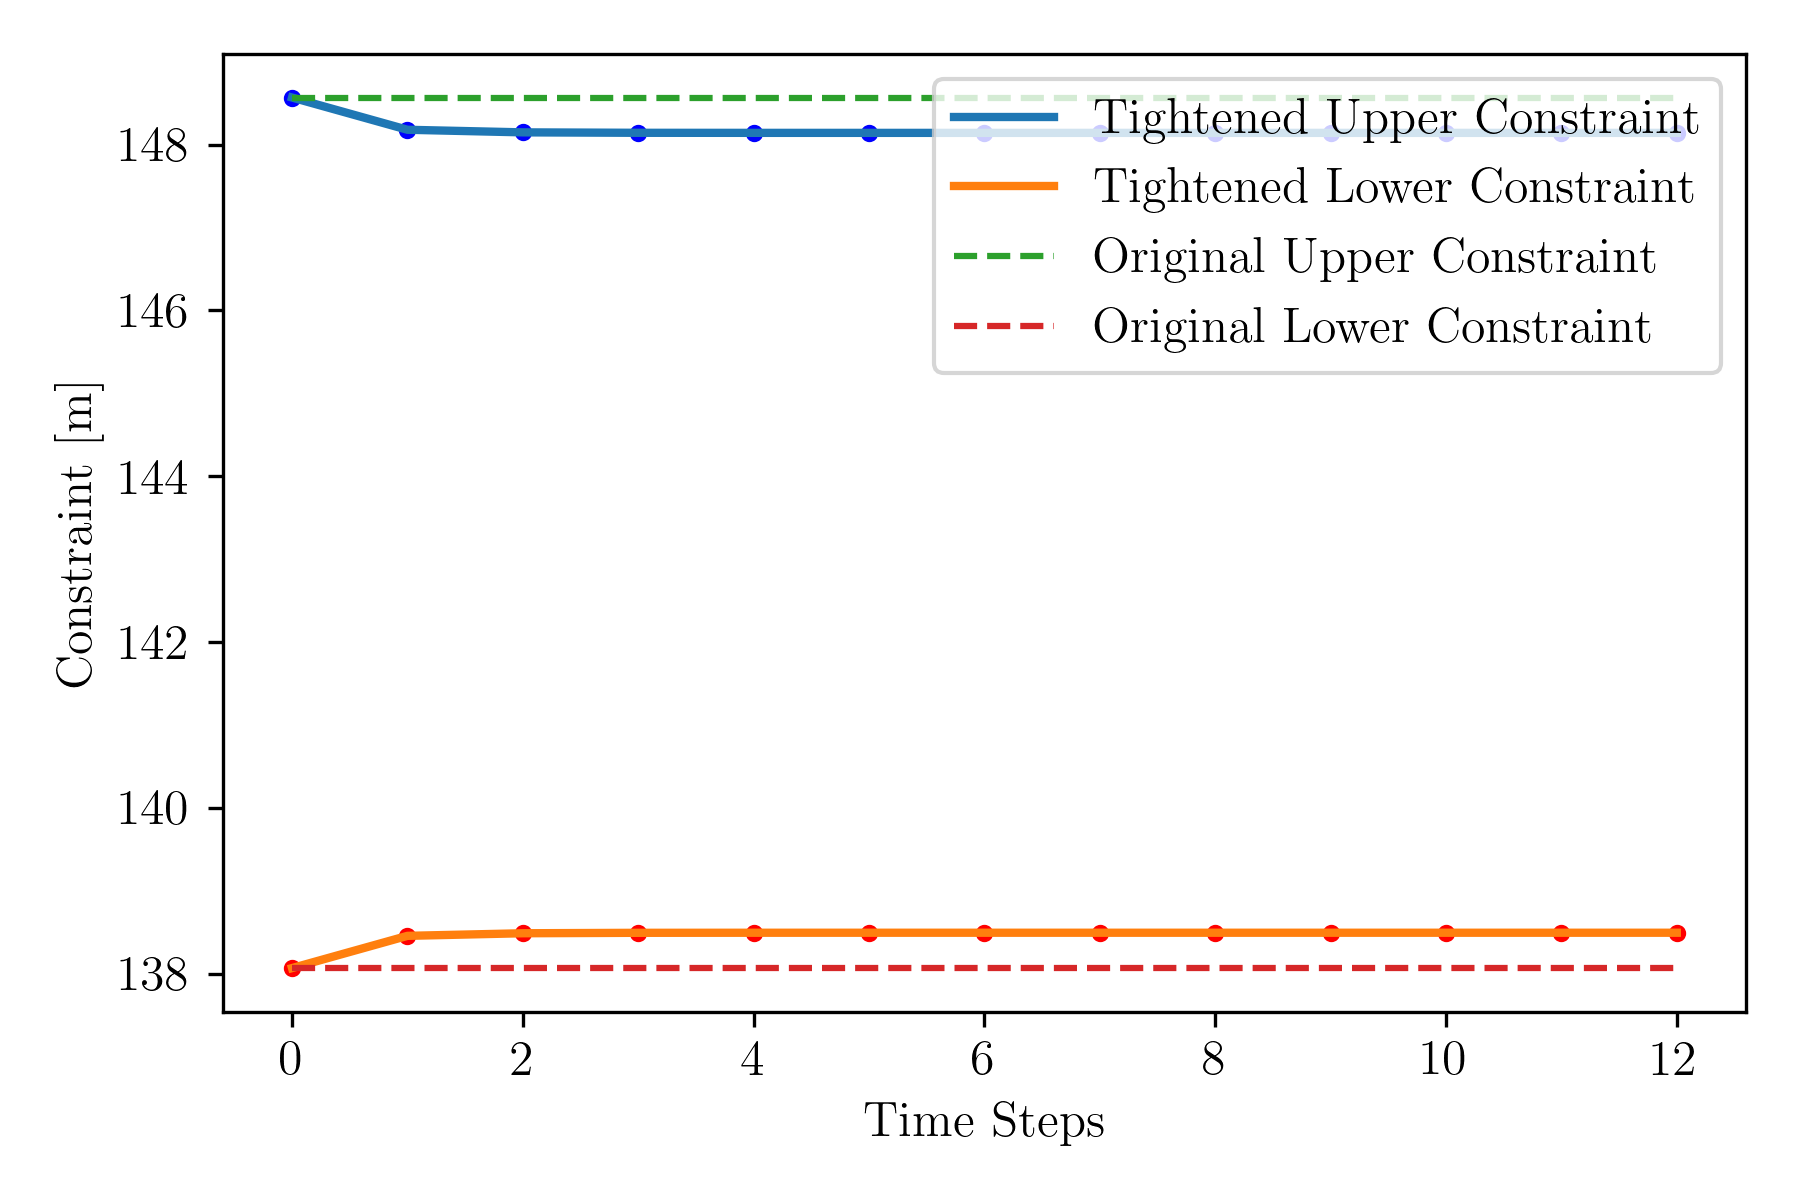 Tightened Upper Constraint
Tightened Lower Constraint
Original Upper Constraint
Original Lower Constraint
148
146
144
142
140
138
Constraint [m]
0 2 4 6 8 10 12
Time Steps